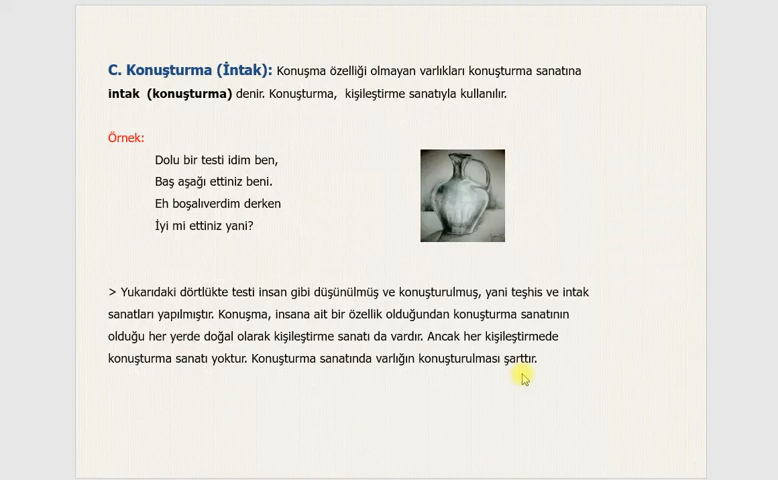 C. Konuşturma (İntak): Konuşma özelliği olmayan varlıkları konuşturma sanatına
intak (konuşturma) denir. Konuşturma, kişileştirme sanatıyla kullanılır.
Örnek:
Dolu bir testi idim ben,
Baş aşağı ettiniz beni.
Eh boşalıverdim derken
İyi mi ettiniz yani?
> Yukarıdaki dörtlükte testi insan gibi düşünülmüş ve konuşturulmuş, yani teşhis ve intak
sanatları yapılmıştır. Konuşma, insana ait bir özellik olduğundan konuşturma sanatının
olduğu her yerde doğal olarak kişileştirme sanatı da vardır. Ancak her kişileştirmede
konuşturma sanatı yoktur. Konuşturma sanatında varlığın konuşturulması şarttır.